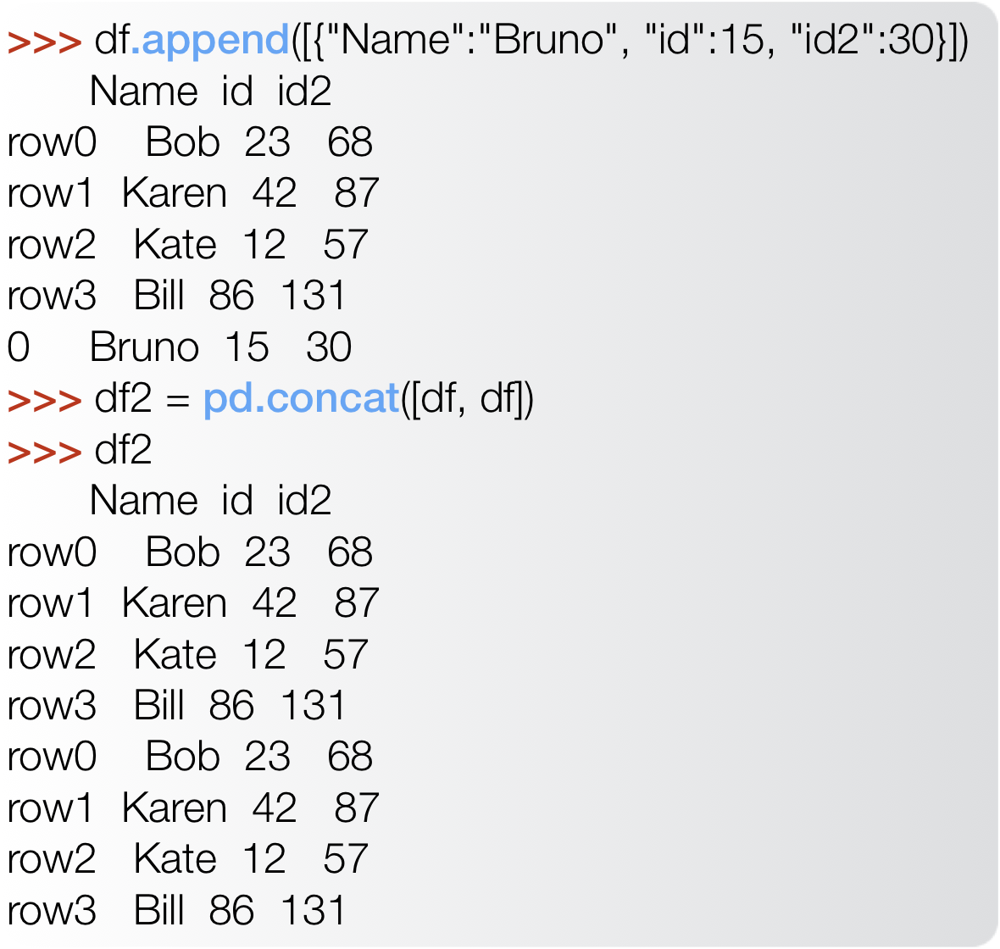 >>> df.append([{"Name":"Bruno", "id":15, "id2":30}])
Name id id2
row0 Bob 23 68
row1 Karen 42 87
row2 Kate 12 57
row3 Bill 86 131
0 Bruno 15 30
>>> df2 = pd.concat([df, df])
>>> df2
Name id id2
row0 Bob 23 68
row1 Karen 42 87
row2 Kate 12 57
row3 Bill 86 131
row0 Bob 23 68
row1 Karen 42 87
row2 Kate 12 57
row3 Bill 86 131